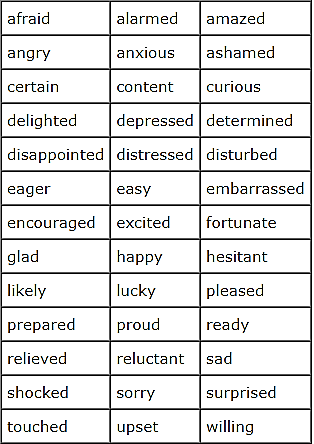 afraid alarmed amazed
angry anxious ashamed
certain content curious
delighted depressed determined
disappointed distressed disturbed
eager easy embarrassed
encouraged excited fortunate
glad happy hesitant
likely lucky pleased
prepared proud ready
relieved reluctant sad
shocked sorry surprised
touched upset willing